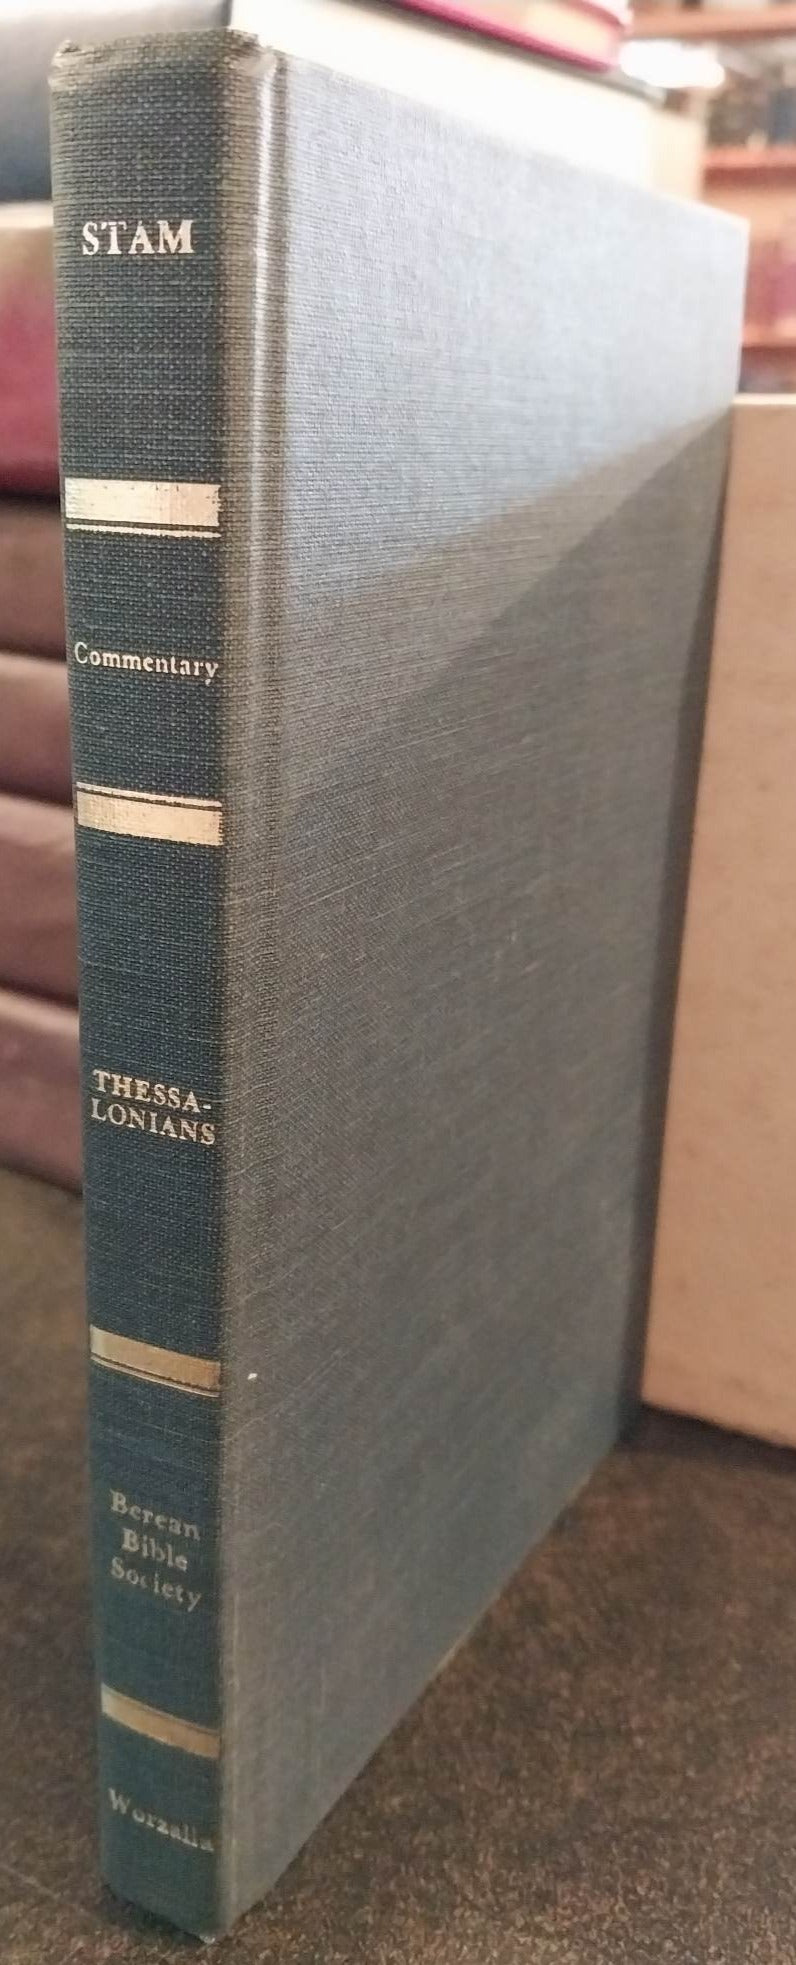 STAM
Commentary
THESSA-
LONIANS
Berean
Bible
Society
Worzalla